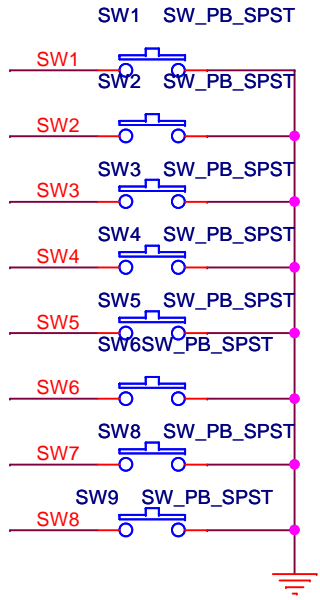 SW1 SW_PB_SPST
SW1
SW2 SW_PB_SPST
SW2
SW3 SW_PB_SPST
SW3
SW4 SW_PB_SPST
SW4
SW5 SW_PB_SPST
SW5
SW6SW_PB_SPST
SW6
SW8 SW_PB_SPST
SW7
SW9 SW_PB_SPST
SW8